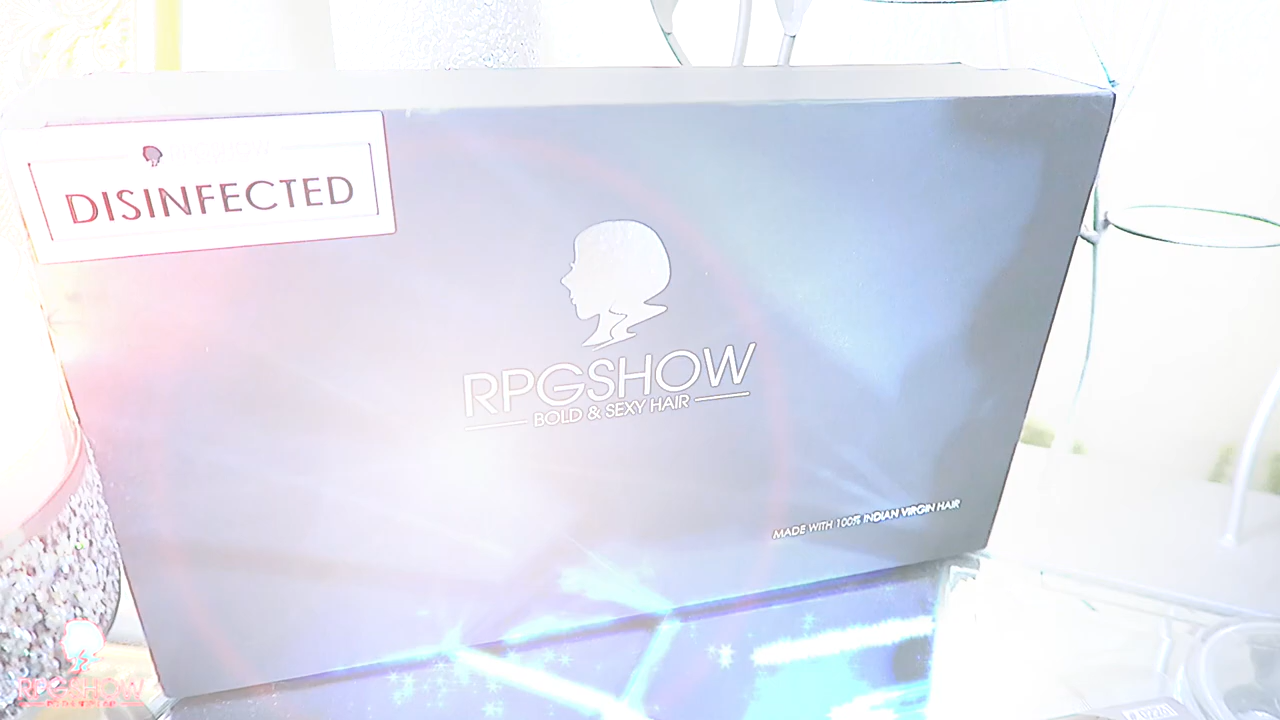 RPGSHOW
DISINFECTED
RPGSHOW
BOLD & SEXY HAIR
MADE WITH 100% INDIAN VIRGIN HAIR
RPGSHOW